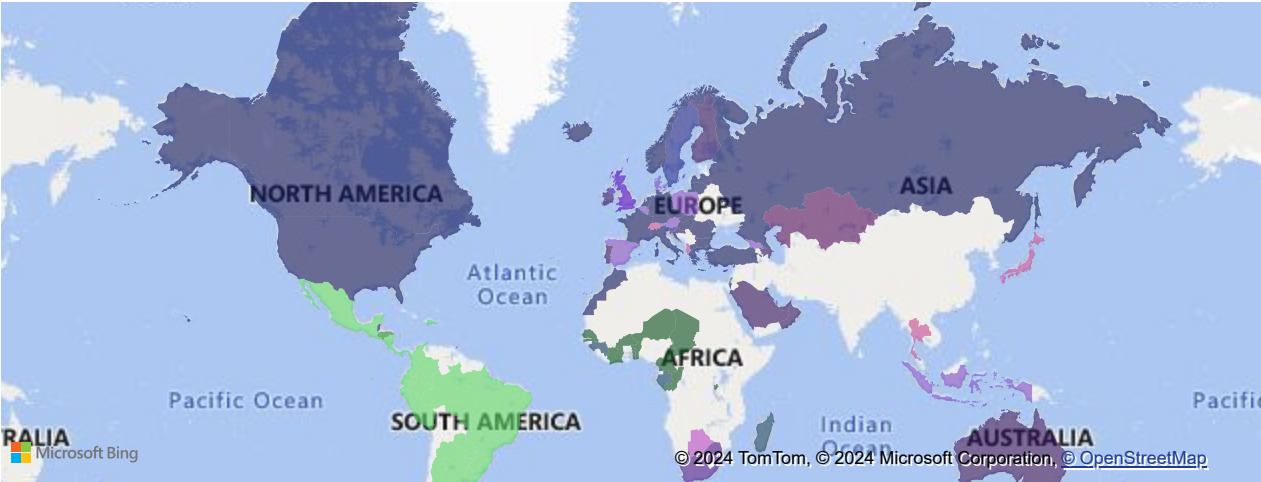 NORTH AMERICA
ASIA
EUROPE
Atlantic
Ocean
AFRICA
Pacific Ocean
SOUTH AMERICA
Indian
Ocean
Pacific
RALIA
AUSTRALIA
Microsoft Bing
© 2024 TomTom, © 2024 Microsoft Corporation, © OpenStreetMap